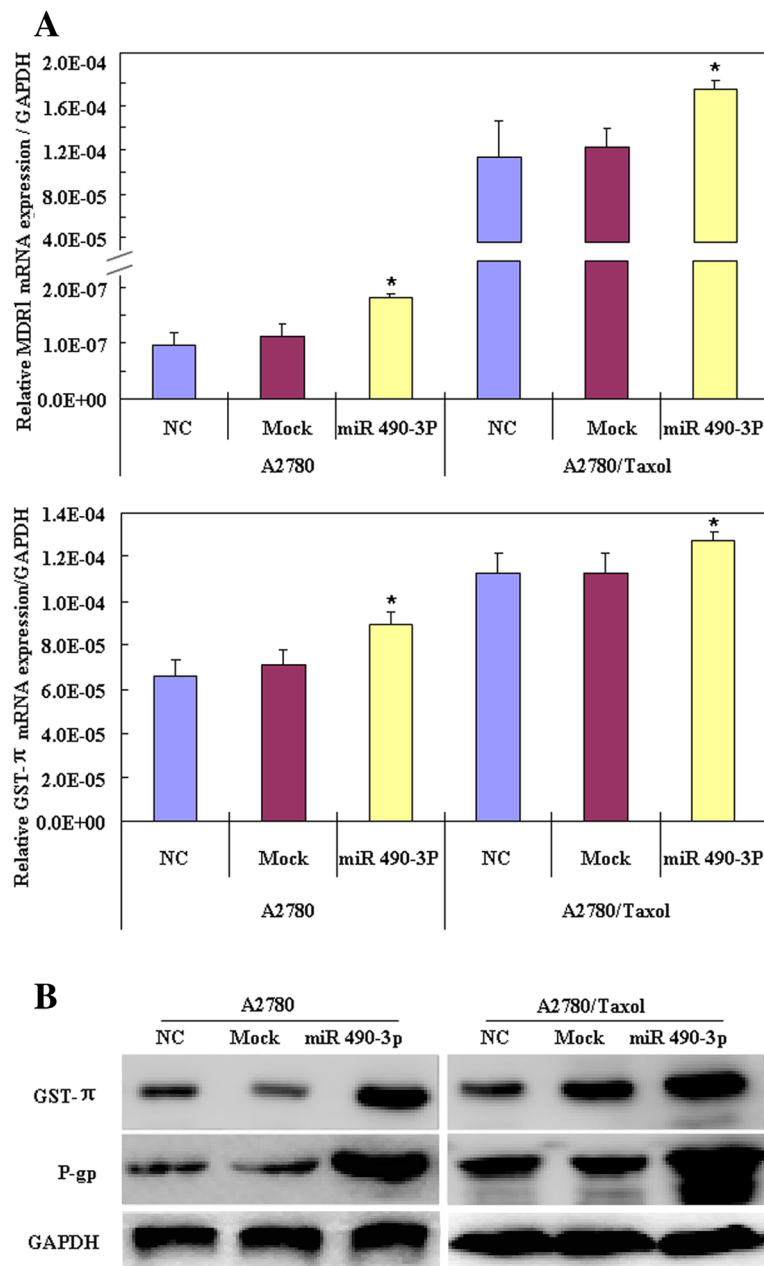 A
Relative MDR1 mRNA expression / GAPDH
2.0E-04
1.6E-04
1.2E-04
8.0E-05
4.0E-05
2.0E-07
1.0E-07
0.0E+00
*
*
NC Mock miR 490-3P NC Mock miR 490-3P
A2780 A2780/Taxol
Relative GST-π mRNA expression/GAPDH
1.4E-04
1.2E-04
1.0E-04
8.0E-05
6.0E-05
4.0E-05
2.0E-05
0.0E+00
*
*
NC Mock miR 490-3P NC Mock miR 490-3P
A2780 A2780/Taxol
B
A2780 A2780/Taxol
NC Mock miR 490-3p NC Mock miR 490-3p
GST-π
P-gp
GAPDH